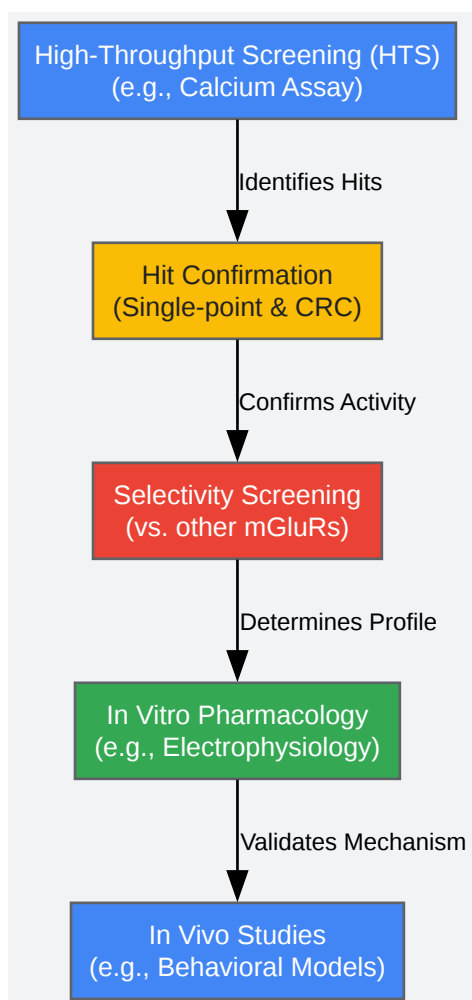 High-Throughput Screening (HTS)
(e.g., Calcium Assay)
Identifies Hits
Hit Confirmation
(Single-point & CRC)
Confirms Activity
Selectivity Screening
(vs. other mGluRs)
Determines Profile
In Vitro Pharmacology
(e.g., Electrophysiology)
Validates Mechanism
In Vivo Studies
(e.g., Behavioral Models)